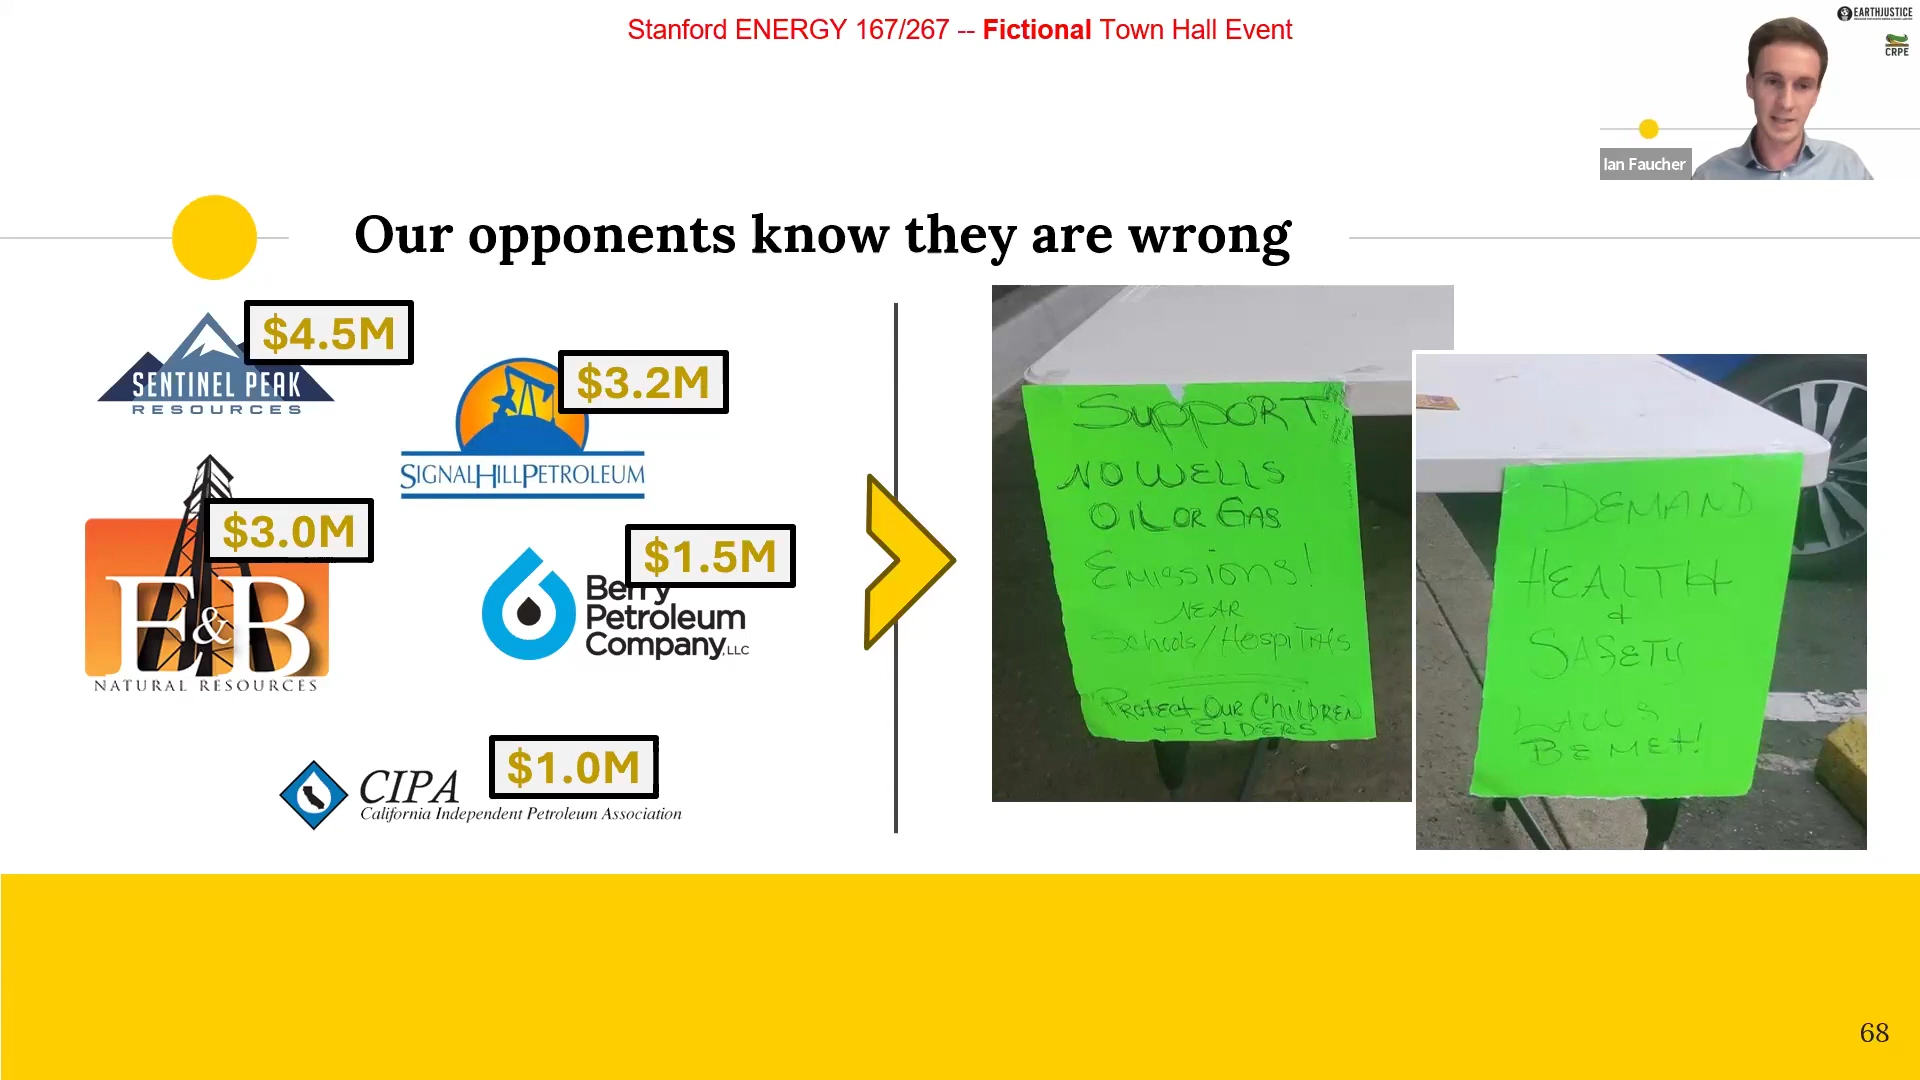 Stanford ENERGY 167/267 -- Fictional Town Hall Event
EARTHJUSTICE
CRPE
Ian Faucher
Our opponents know they are wrong
$4.5M
SENTINEL PEAK
RESOURCES
$3.2M
SIGNALHILLPETROLEUM
$3.0M
E&B
NATURAL RESOURCES
$1.5M
Berry
Petroleum
Company, LLC
$1.0M
CIPA
California Independent Petroleum Association
SUPPORT
NO WELLS
OIL OR GAS
EMISSIONS!
NEAR
Schools/Hospitals
"Protect Our Children
+ ELDERS
DEMAND
HEALTH
&
SAFETY
LAWS
BE MET!
68